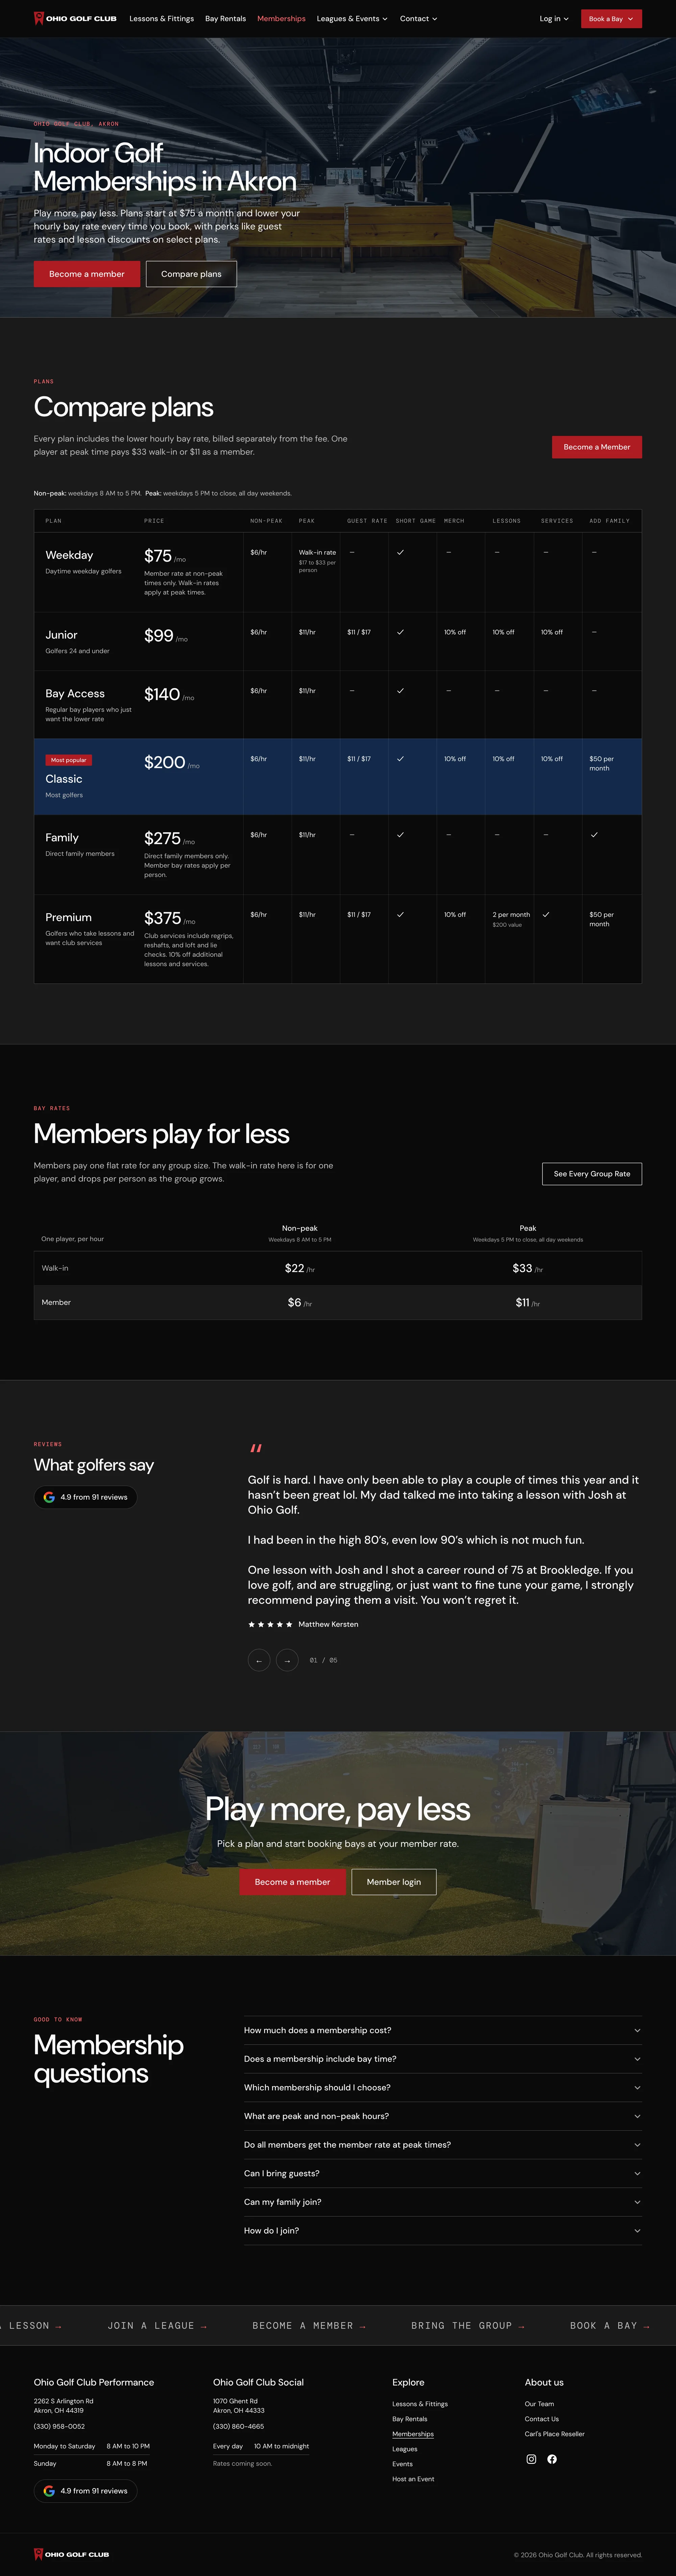 OHIO GOLF CLUB
Lessons & Fittings
Bay Rentals
Memberships
Leagues & Events
Contact
Log in
Book a Bay
OHIO GOLF CLUB, AKRON
Indoor Golf
Memberships in Akron
Play more, pay less. Plans start at $75 a month and lower your
hourly bay rate every time you book, with perks like guest
rates and lesson discounts on select plans.
Become a member
Compare plans
PLANS
Compare plans
Every plan includes the lower hourly bay rate, billed separately from the fee. One
player at peak time pays $33 walk-in or $11 as a member.
Become a Member
Non-peak: weekdays 8 AM to 5 PM. Peak: weekdays 5 PM to close, all day weekends.
PLAN PRICE NON-PEAK PEAK GUEST RATE SHORT GAME MERCH LESSONS SERVICES ADD FAMILY
Weekday
Daytime weekday golfers
$75 /mo
Member rate at non-peak
times only. Walk-in rates
apply at peak times.
$6/hr
Walk-in rate
$17 to $33 per
person
–
✓
–
–
–
–
Junior
Golfers 24 and under
$99 /mo
$6/hr
$11/hr
$11 / $17
✓
10% off
10% off
10% off
–
Bay Access
Regular bay players who just
want the lower rate
$140 /mo
$6/hr
$11/hr
–
✓
–
–
–
–
Most popular
Classic
Most golfers
$200 /mo
$6/hr
$11/hr
$11 / $17
✓
10% off
10% off
10% off
$50 per
month
Family
Direct family members
$275 /mo
Direct family members only.
Member bay rates apply per
person.
$6/hr
$11/hr
–
✓
–
–
–
✓
Premium
Golfers who take lessons and
want club services
$375 /mo
Club services include regrips,
reshafts, and loft and lie
checks. 10% off additional
lessons and services.
$6/hr
$11/hr
$11 / $17
✓
10% off
2 per month
$200 value
✓
$50 per
month
BAY RATES
Members play for less
Members pay one flat rate for any group size. The walk-in rate here is for one
player, and drops per person as the group grows.
See Every Group Rate
One player, per hour
Non-peak
Weekdays 8 AM to 5 PM
Peak
Weekdays 5 PM to close, all day weekends
Walk-in
$22 /hr
$33 /hr
Member
$6 /hr
$11 /hr
REVIEWS
What golfers say
4.9 from 91 reviews
“
Golf is hard. I have only been able to play a couple of times this year and it
hasn’t been great lol. My dad talked me into taking a lesson with Josh at
Ohio Golf.
I had been in the high 80’s, even low 90’s which is not much fun.
One lesson with Josh and I shot a career round of 75 at Brookledge. If you
love golf, and are struggling, or just want to fine tune your game, I strongly
recommend paying them a visit. You won’t regret it.
★ ★ ★ ★ ★ Matthew Kersten
← → 01 / 05
Play more, pay less
Pick a plan and start booking bays at your member rate.
Become a member
Member login
GOOD TO KNOW
Membership
questions
How much does a membership cost?
Does a membership include bay time?
Which membership should I choose?
What are peak and non-peak hours?
Do all members get the member rate at peak times?
Can I bring guests?
Can my family join?
How do I join?
LESSON → JOIN A LEAGUE → BECOME A MEMBER → BRING THE GROUP → BOOK A BAY →
Ohio Golf Club Performance
2262 S Arlington Rd
Akron, OH 44319
(330) 958-0052
Monday to Saturday 8 AM to 10 PM
Sunday 8 AM to 8 PM
4.9 from 91 reviews
Ohio Golf Club Social
1070 Ghent Rd
Akron, OH 44333
(330) 860-4665
Every day 10 AM to midnight
Rates coming soon.
Explore
Lessons & Fittings
Bay Rentals
Memberships
Leagues
Events
Host an Event
About us
Our Team
Contact Us
Carl's Place Reseller
OHIO GOLF CLUB
© 2026 Ohio Golf Club. All rights reserved.